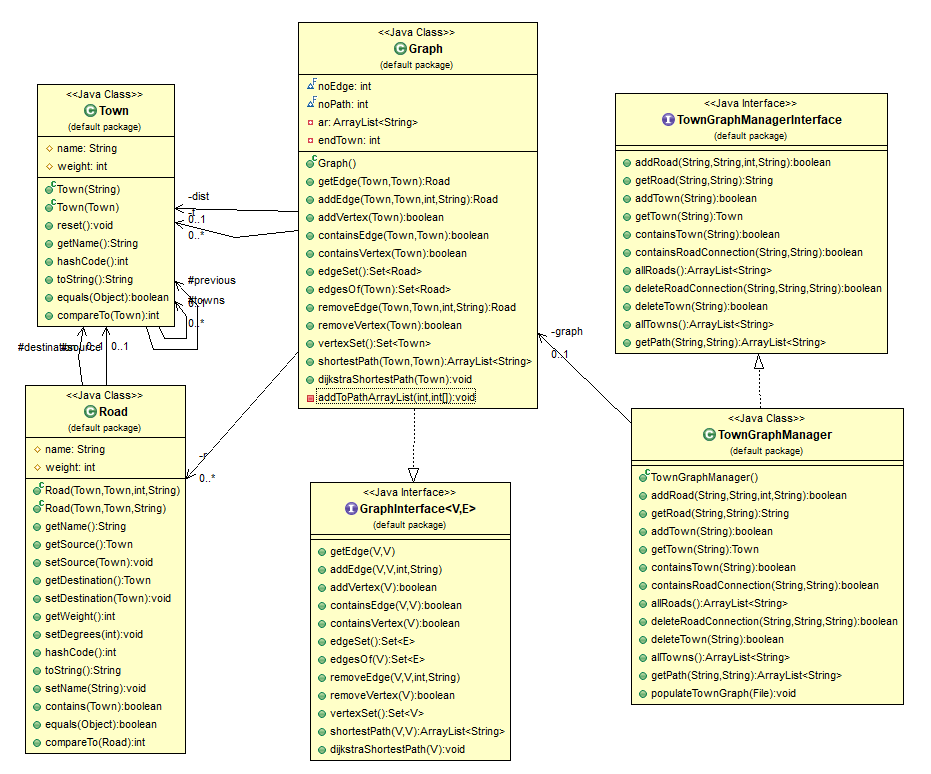 <<Java Class>>
Graph
(default package)
noEdge: int
noPath: int
ar: ArrayList<String>
endTown: int
Graph()
getEdge(Town,Town):Road
addEdge(Town,Town,int,String):Road
addVertex(Town):boolean
containsEdge(Town,Town):boolean
containsVertex(Town):boolean
edgeSet():Set<Road>
edgesOf(Town):Set<Road>
removeEdge(Town,Town,int,String):Road
removeVertex(Town):boolean
vertexSet():Set<Town>
shortestPath(Town,Town):ArrayList<String>
dijkstraShortestPath(Town):void
addToPathArrayList(int,int[]):void
<<Java Class>>
Town
(default package)
name: String
weight: int
Town(String)
Town(Town)
reset():void
getName():String
hashCode():int
toString():String
equals(Object):boolean
compareTo(Town):int
-dist
0..1
0..*
#previous
#towns
0..1
0..*
#destination
#source
0..1
0..1
<<Java Interface>>
TownGraphManagerInterface
(default package)
addRoad(String,String,int,String):boolean
getRoad(String,String):String
addTown(String):boolean
getTown(String):Town
containsTown(String):boolean
containsRoadConnection(String,String):boolean
allRoads():ArrayList<String>
deleteRoadConnection(String,String,String):boolean
deleteTown(String):boolean
allTowns():ArrayList<String>
getPath(String,String):ArrayList<String>
-graph
0..1
<<Java Class>>
Road
(default package)
name: String
weight: int
Road(Town,Town,int,String)
Road(Town,Town,String)
getName():String
getSource():Town
setSource(Town):void
getDestination():Town
setDestination(Town):void
getWeight():int
setDegrees(int):void
hashCode():int
toString():String
setName(String):void
contains(Town):boolean
equals(Object):boolean
compareTo(Road):int
-r
0..*
<<Java Interface>>
GraphInterface<V,E>
(default package)
getEdge(V,V)
addEdge(V,V,int,String)
addVertex(V):boolean
containsEdge(V,V):boolean
containsVertex(V):boolean
edgeSet():Set<E>
edgesOf(V):Set<E>
removeEdge(V,V,int,String)
removeVertex(V):boolean
vertexSet():Set<V>
shortestPath(V,V):ArrayList<String>
dijkstraShortestPath(V):void
<<Java Class>>
TownGraphManager
(default package)
TownGraphManager()
addRoad(String,String,int,String):boolean
getRoad(String,String):String
addTown(String):boolean
getTown(String):Town
containsTown(String):boolean
containsRoadConnection(String,String):boolean
allRoads():ArrayList<String>
deleteRoadConnection(String,String,String):boolean
deleteTown(String):boolean
allTowns():ArrayList<String>
getPath(String,String):ArrayList<String>
populateTownGraph(File):void